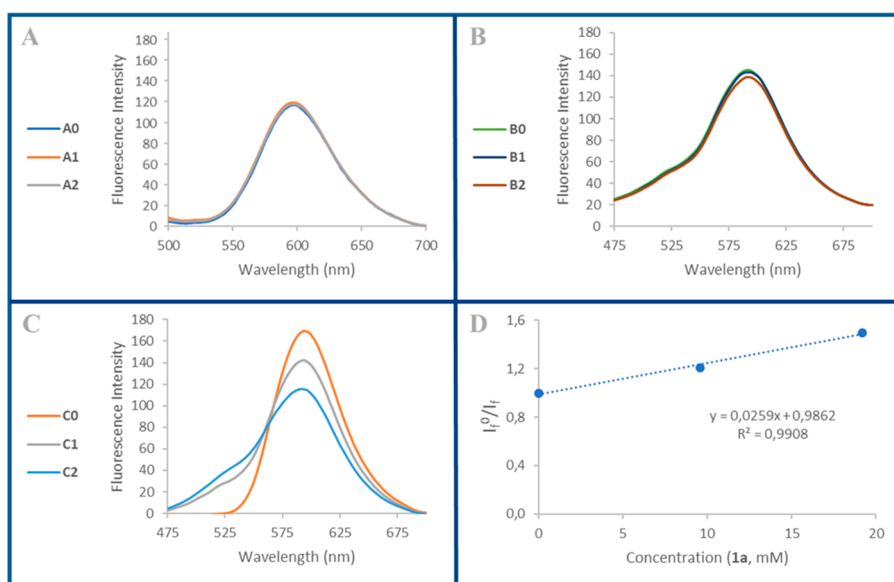 A
180
160
140
120
100
80
60
40
20
0
500
550
600
650
700
Fluorescence Intensity
Wavelength (nm)
A0
A1
A2
B
180
160
140
120
100
80
60
40
20
0
475
525
575
625
675
Fluorescence Intensity
Wavelength (nm)
B0
B1
B2
C
180
160
140
120
100
80
60
40
20
0
475
525
575
625
675
Fluorescence Intensity
Wavelength (nm)
C0
C1
C2
D
1,6
1,2
0,8
0,4
0,0
0
5
10
15
20
I_f^0/I_f
y = 0,0259x + 0,9862
R² = 0,9908
Concentration (1a, mM)